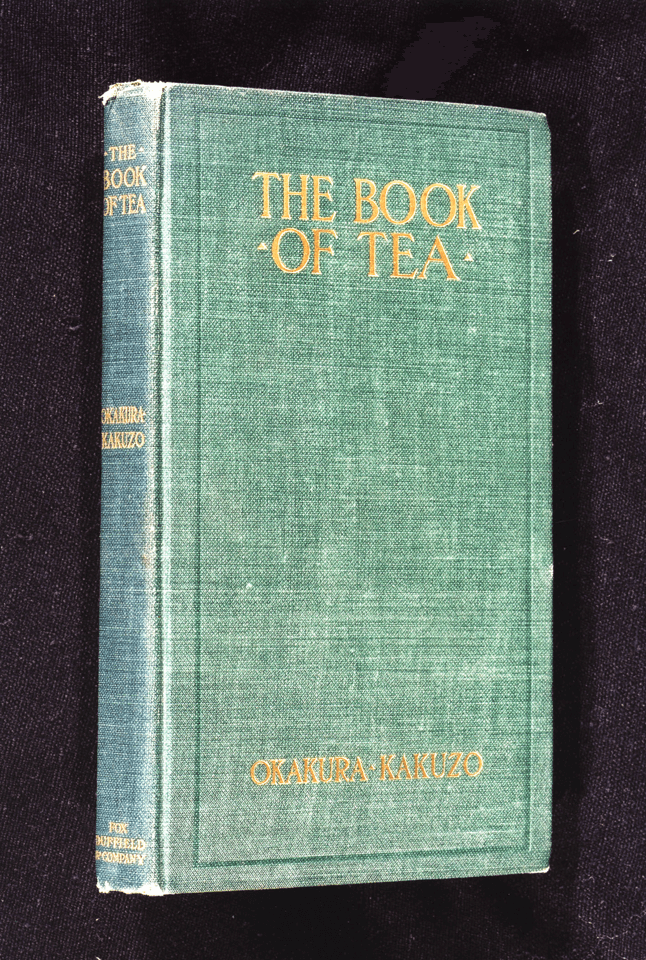 ·THE·
BOOK
OF TEA
OKAKURA·
KAKUZO
FOX
DUFFIELD
& COMPANY
THE BOOK
·OF TEA·
OKAKURA·KAKUZO